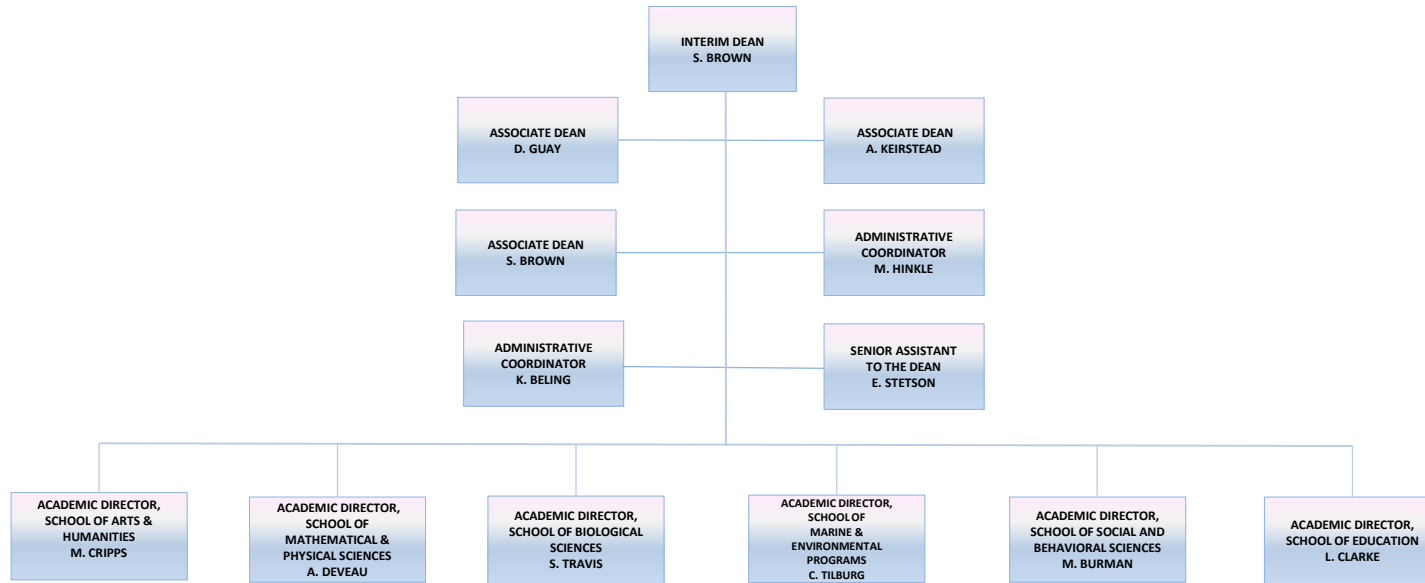 INTERIM DEAN
S. BROWN
ASSOCIATE DEAN
D. GUAY
ASSOCIATE DEAN
A. KEIRSTEAD
ASSOCIATE DEAN
S. BROWN
ADMINISTRATIVE
COORDINATOR
M. HINKLE
ADMINISTRATIVE
COORDINATOR
K. BELING
SENIOR ASSISTANT
TO THE DEAN
E. STETSON
ACADEMIC DIRECTOR,
SCHOOL OF ARTS &
HUMANITIES
M. CRIPPS
ACADEMIC DIRECTOR,
SCHOOL OF
MATHEMATICAL &
PHYSICAL SCIENCES
A. DEVEAU
ACADEMIC DIRECTOR,
SCHOOL OF BIOLOGICAL
SCIENCES
S. TRAVIS
ACADEMIC DIRECTOR,
SCHOOL OF
MARINE &
ENVIRONMENTAL
PROGRAMS
C. TILBURG
ACADEMIC DIRECTOR,
SCHOOL OF SOCIAL AND
BEHAVIORAL SCIENCES
M. BURMAN
ACADEMIC DIRECTOR,
SCHOOL OF EDUCATION
L. CLARKE